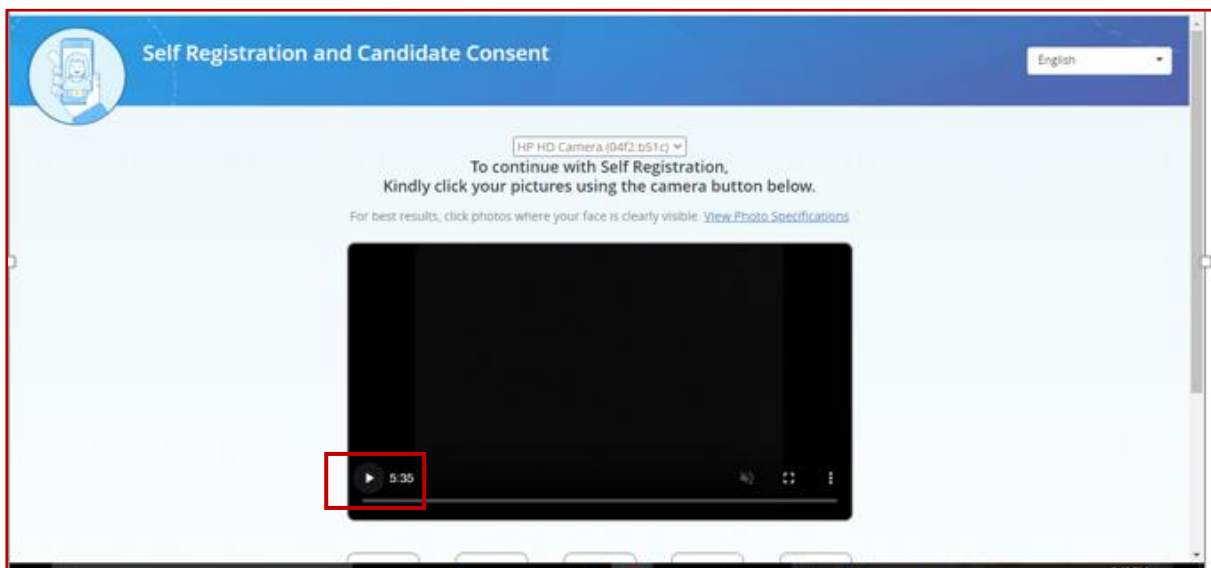 Self Registration and Candidate Consent
English
HP HD Camera (04f2:b51c)
To continue with Self Registration,
Kindly click your pictures using the camera button below.
For best results, click photos where your face is clearly visible. View Photo Specifications
5:35